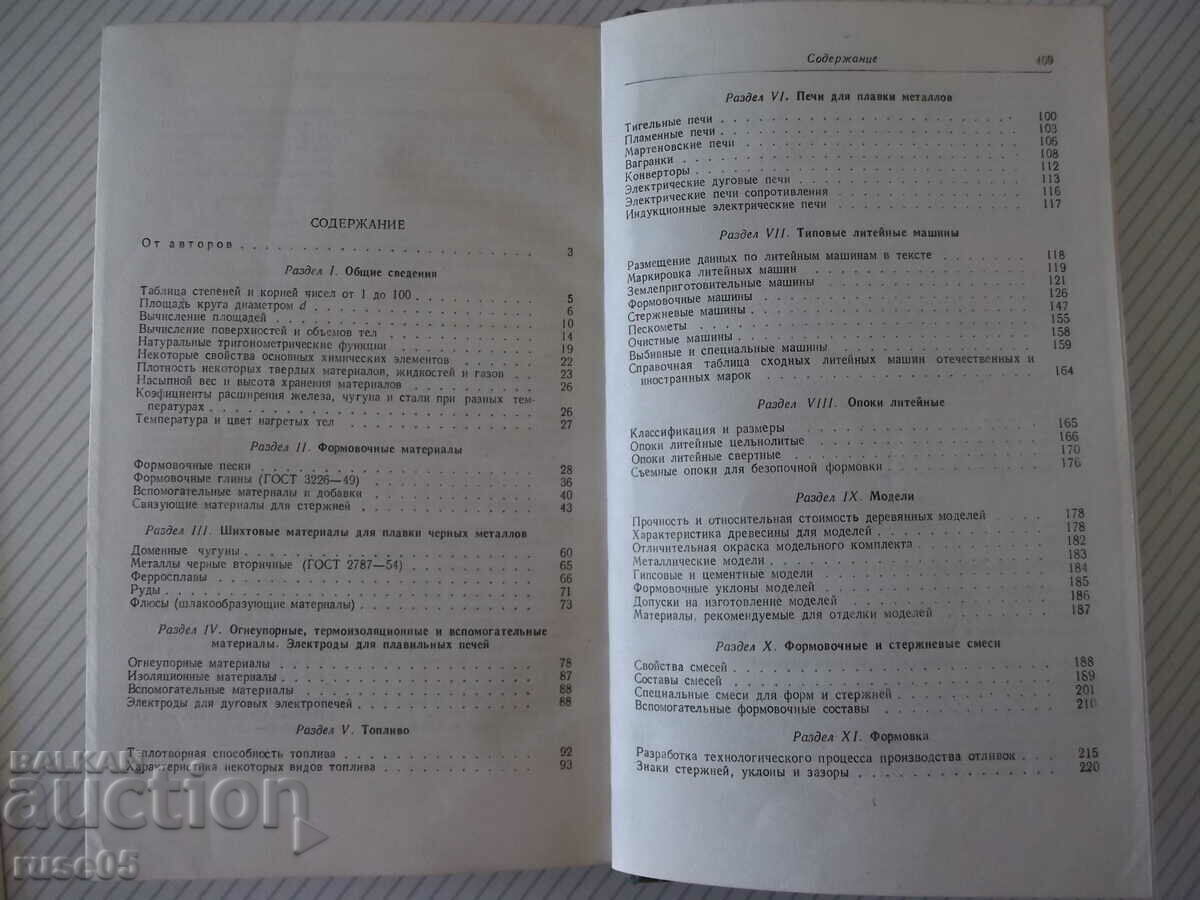 СОДЕРЖАНИЕ
От авторов . . . . . . . . . . . . . . . . . . . . 3
Раздел I. Общие сведения
Таблица степеней и корней чисел от 1 до 100 . . . . . . . . . 5
Площадь круга диаметром d . . . . . . . . . . . . . . 6
Вычисление площадей . . . . . . . . . . . . . . . . 10
Вычисление поверхностей и объемов тел . . . . . . . . . . 14
Натуральные тригонометрические функции . . . . . . . . . 19
Некоторые свойства основных химических элементов . . . . . . 22
Плотность некоторых твердых материалов, жидкостей и газов . . 23
Насыпной вес и высота хранения материалов . . . . . . . . 26
Коэфициенты расширения железа, чугуна и стали при разных тем-
пературах . . . . . . . . . . . . . . . . . . . . 26
Температура и цвет нагретых тел . . . . . . . . . . . . 27
Раздел II. Формовочные материалы
Формовочные пески . . . . . . . . . . . . . . . . . 28
Формовочные глины (ГОСТ 3226—49) . . . . . . . . . . . 36
Вспомогательные материалы и добавки . . . . . . . . . . 40
Связующие материалы для стержней . . . . . . . . . . . 43
Раздел III. Шихтовые материалы для плавки черных металлов
Доменные чугуны . . . . . . . . . . . . . . . . . . 60
Металлы черные вторичные (ГОСТ 2787—54) . . . . . . . . . 65
Ферросплавы . . . . . . . . . . . . . . . . . . . . 66
Руды . . . . . . . . . . . . . . . . . . . . . . . 71
Флюсы (шлакообразующие материалы) . . . . . . . . . . . 73
Раздел IV. Огнеупорные, термоизоляционные и вспомогательные
материалы. Электроды для плавильных печей
Огнеупорные материалы . . . . . . . . . . . . . . . . 78
Изоляционные материалы . . . . . . . . . . . . . . . 87
Вспомогательные материалы . . . . . . . . . . . . . . 88
Электроды для дуговых электропечей . . . . . . . . . . . 88
Раздел V. Топливо
Теплотворная способность топлива . . . . . . . . . . . . 92
Характеристика некоторых видов топлива . . . . . . . . . 93
Содержание 409
Раздел VI. Печи для плавки металлов
Тигельные печи . . . . . . . . . . . . . . . . . . 100
Пламенные печи . . . . . . . . . . . . . . . . . . 103
Мартеновские печи . . . . . . . . . . . . . . . . . 106
Вагранки . . . . . . . . . . . . . . . . . . . . . 108
Конверторы . . . . . . . . . . . . . . . . . . . . 112
Электрические дуговые печи . . . . . . . . . . . . . 113
Электрические печи сопротивления . . . . . . . . . . . 116
Индукционные электрические печи . . . . . . . . . . . 117
Раздел VII. Типовые литейные машины
Размещение данных по литейным машинам в тексте . . . . . 118
Маркировка литейных машин . . . . . . . . . . . . . 119
Землеприготовительные машины . . . . . . . . . . . . 121
Формовочные машины . . . . . . . . . . . . . . . . 126
Стержневые машины . . . . . . . . . . . . . . . . . 147
Пескометы . . . . . . . . . . . . . . . . . . . . 155
Очистные машины . . . . . . . . . . . . . . . . . . 158
Выбивные и специальные машины . . . . . . . . . . . 159
Справочная таблица сходных литейных машин отечественных и
иностранных марок . . . . . . . . . . . . . . . . . 164
Раздел VIII. Опоки литейные
Классификация и размеры . . . . . . . . . . . . . . 165
Опоки литейные цельнолитые . . . . . . . . . . . . . 166
Опоки литейные свертные . . . . . . . . . . . . . . 170
Съемные опоки для безопочной формовки . . . . . . . . 176
Раздел IX. Модели
Прочность и относительная стоимость деревянных моделей . . . 178
Характеристика древесины для моделей . . . . . . . . . 178
Отличительная окраска модельного комплекта . . . . . . . 182
Металлические модели . . . . . . . . . . . . . . . . 183
Гипсовые и цементные модели . . . . . . . . . . . . . 184
Формовочные уклоны моделей . . . . . . . . . . . . . 185
Допуски на изготовление моделей . . . . . . . . . . . 186
Материалы, рекомендуемые для отделки моделей . . . . . . 187
Раздел X. Формовочные и стержневые смеси
Свойства смесей . . . . . . . . . . . . . . . . . . 188
Составы смесей . . . . . . . . . . . . . . . . . . 189
Специальные смеси для форм и стержней . . . . . . . . . 201
Вспомогательные формовочные составы . . . . . . . . . 210
Раздел XI. Формовка
Разработка технологического процесса производства отливок . . 215
Знаки стержней, уклоны и зазоры . . . . . . . . . . . 220
BALKAN
auction
ruse05